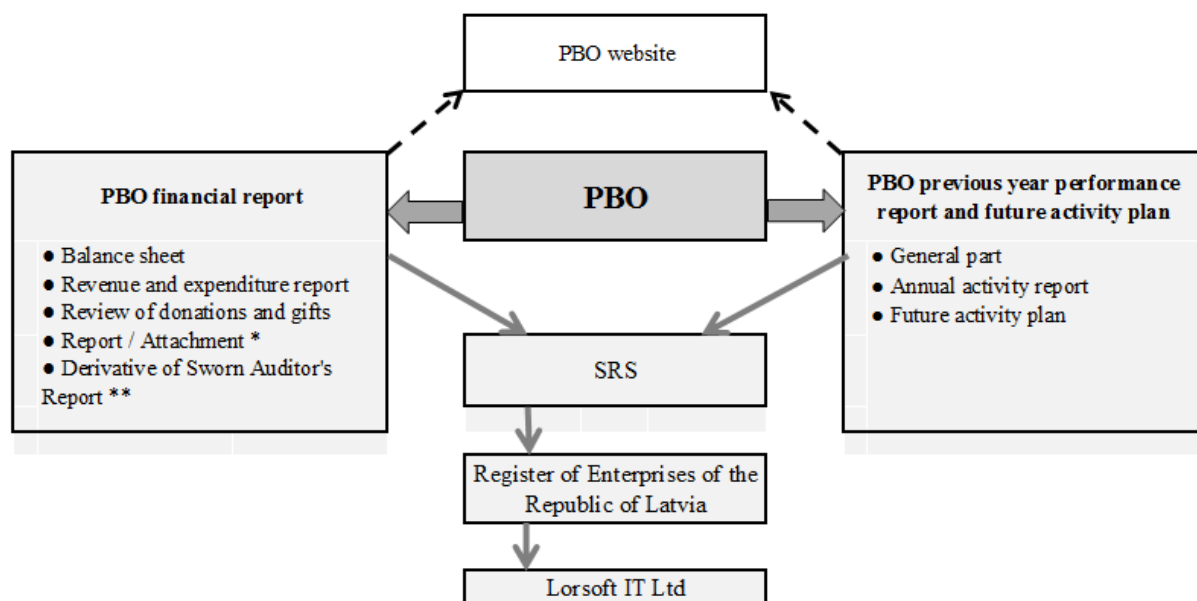 PBO website
PBO financial report
● Balance sheet
● Revenue and expenditure report
● Review of donations and gifts
● Report / Attachment *
● Derivative of Sworn Auditor's
Report **
PBO
PBO previous year performance
report and future activity plan
● General part
● Annual activity report
● Future activity plan
SRS
Register of Enterprises of the
Republic of Latvia
Lorsoft IT Ltd